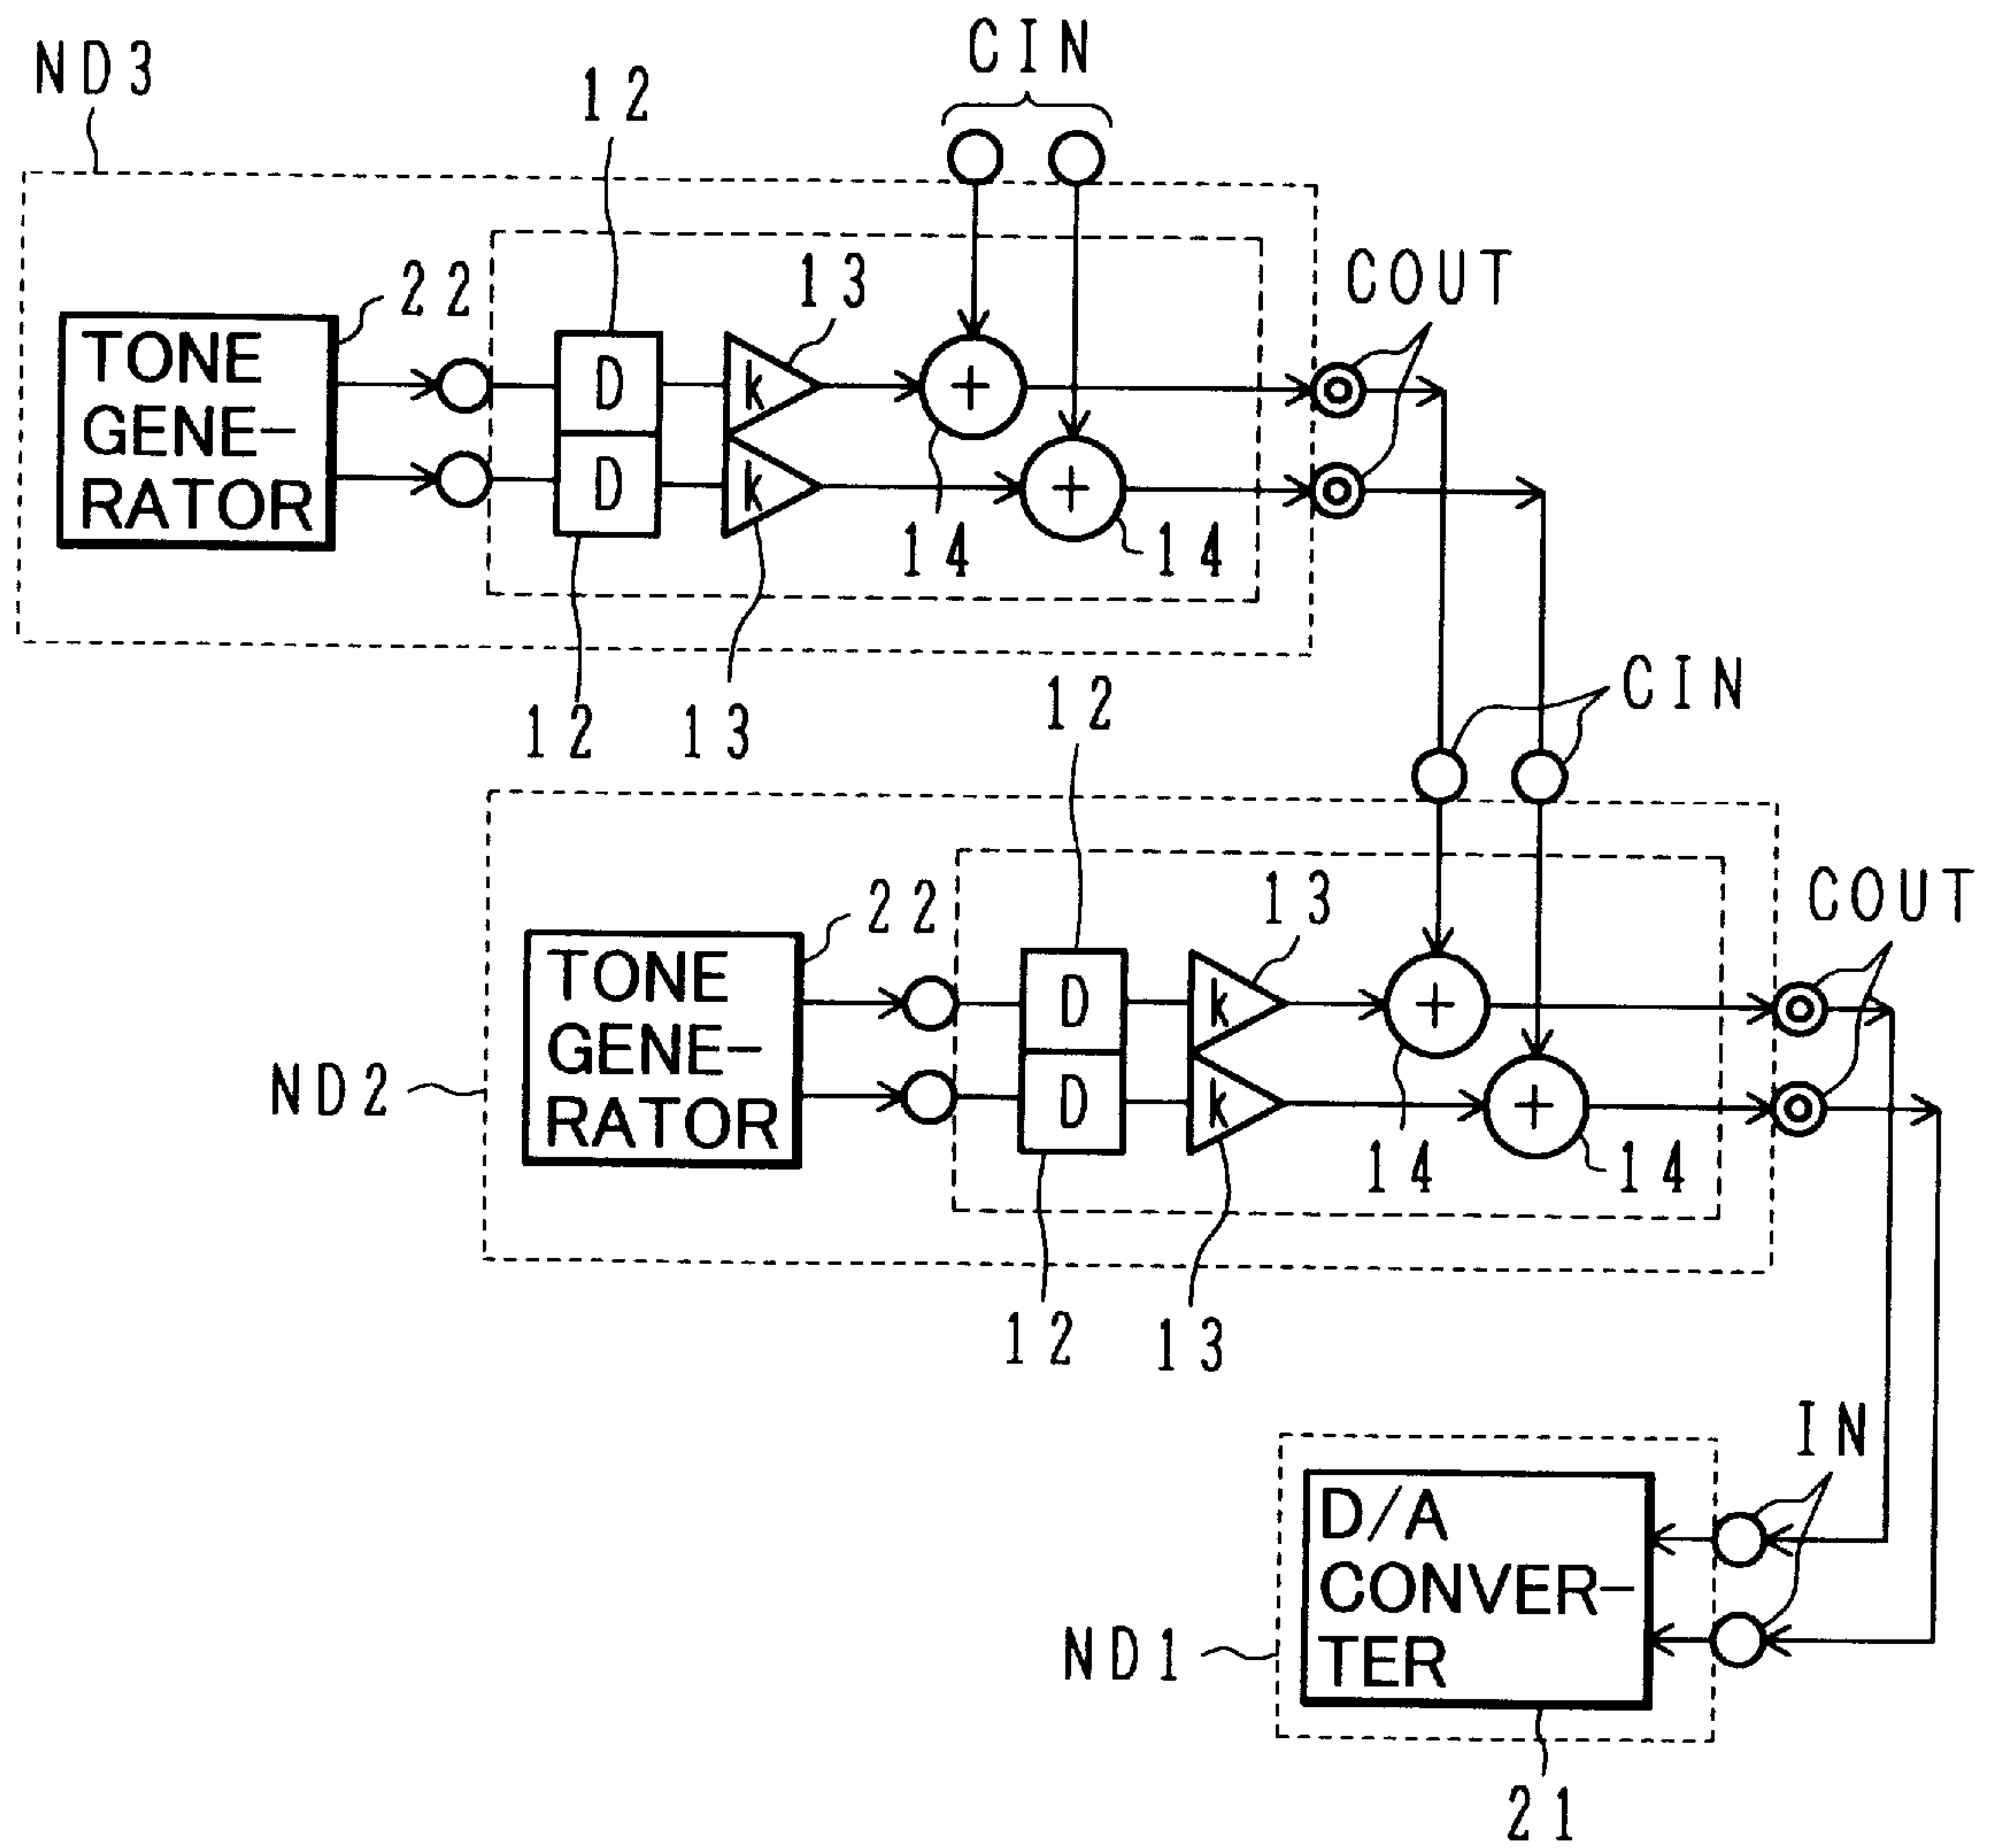 CIN
ND3
12
13
COUT
22
TONE
GENE-
RATOR
D
D
k
k
+
+
14
14
12
13
CIN
12
13
COUT
22
TONE
GENE-
RATOR
D
D
k
k
+
+
ND2
14
14
12
13
IN
D/A
CONVER-
TER
ND1
21